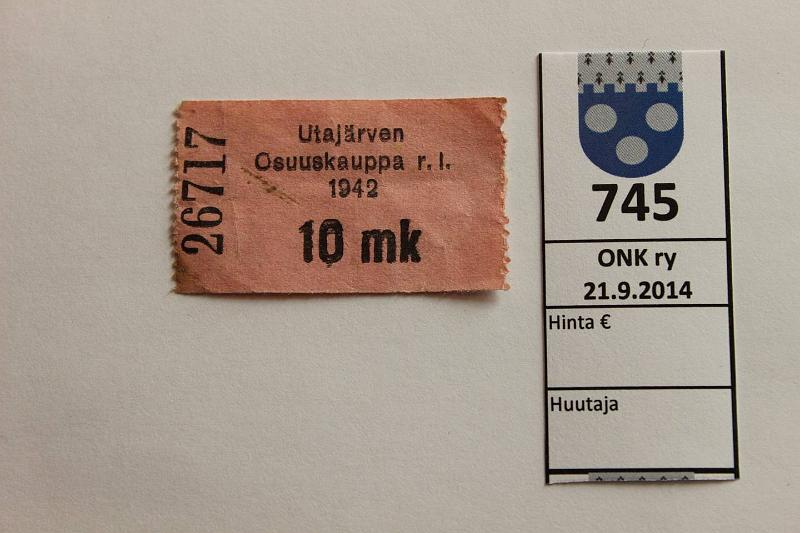 26717
Utajärven
Osuuskauppa r. l.
1942
10 mk
745
ONK ry
21.9.2014
Hinta €
Huutaja